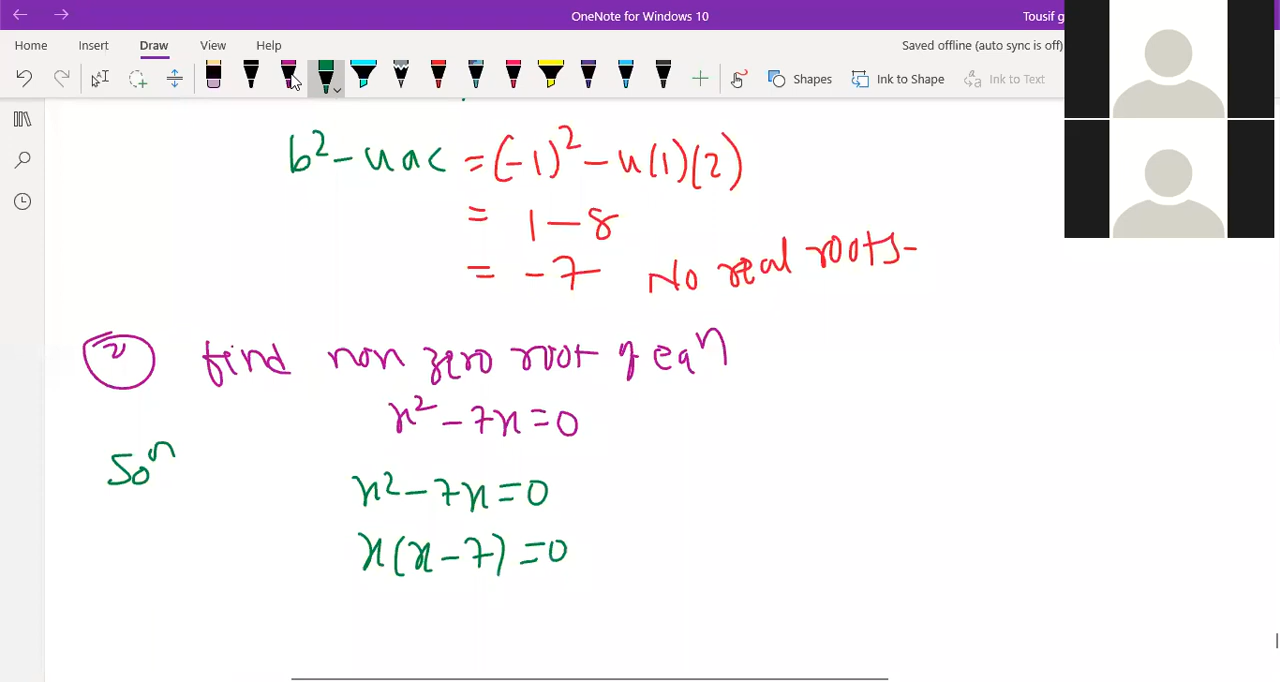 OneNote for Windows 10
Tousif g
Home Insert Draw View Help
Saved offline (auto sync is off)
Shapes Ink to Shape Ink to Text
b² - 4ac = (-1)² - 4(1)(2)
= 1 - 8
= -7 No real roots-
2 find non zero root of eqn
x² - 7x = 0
Son
x² - 7x = 0
x(x - 7) = 0